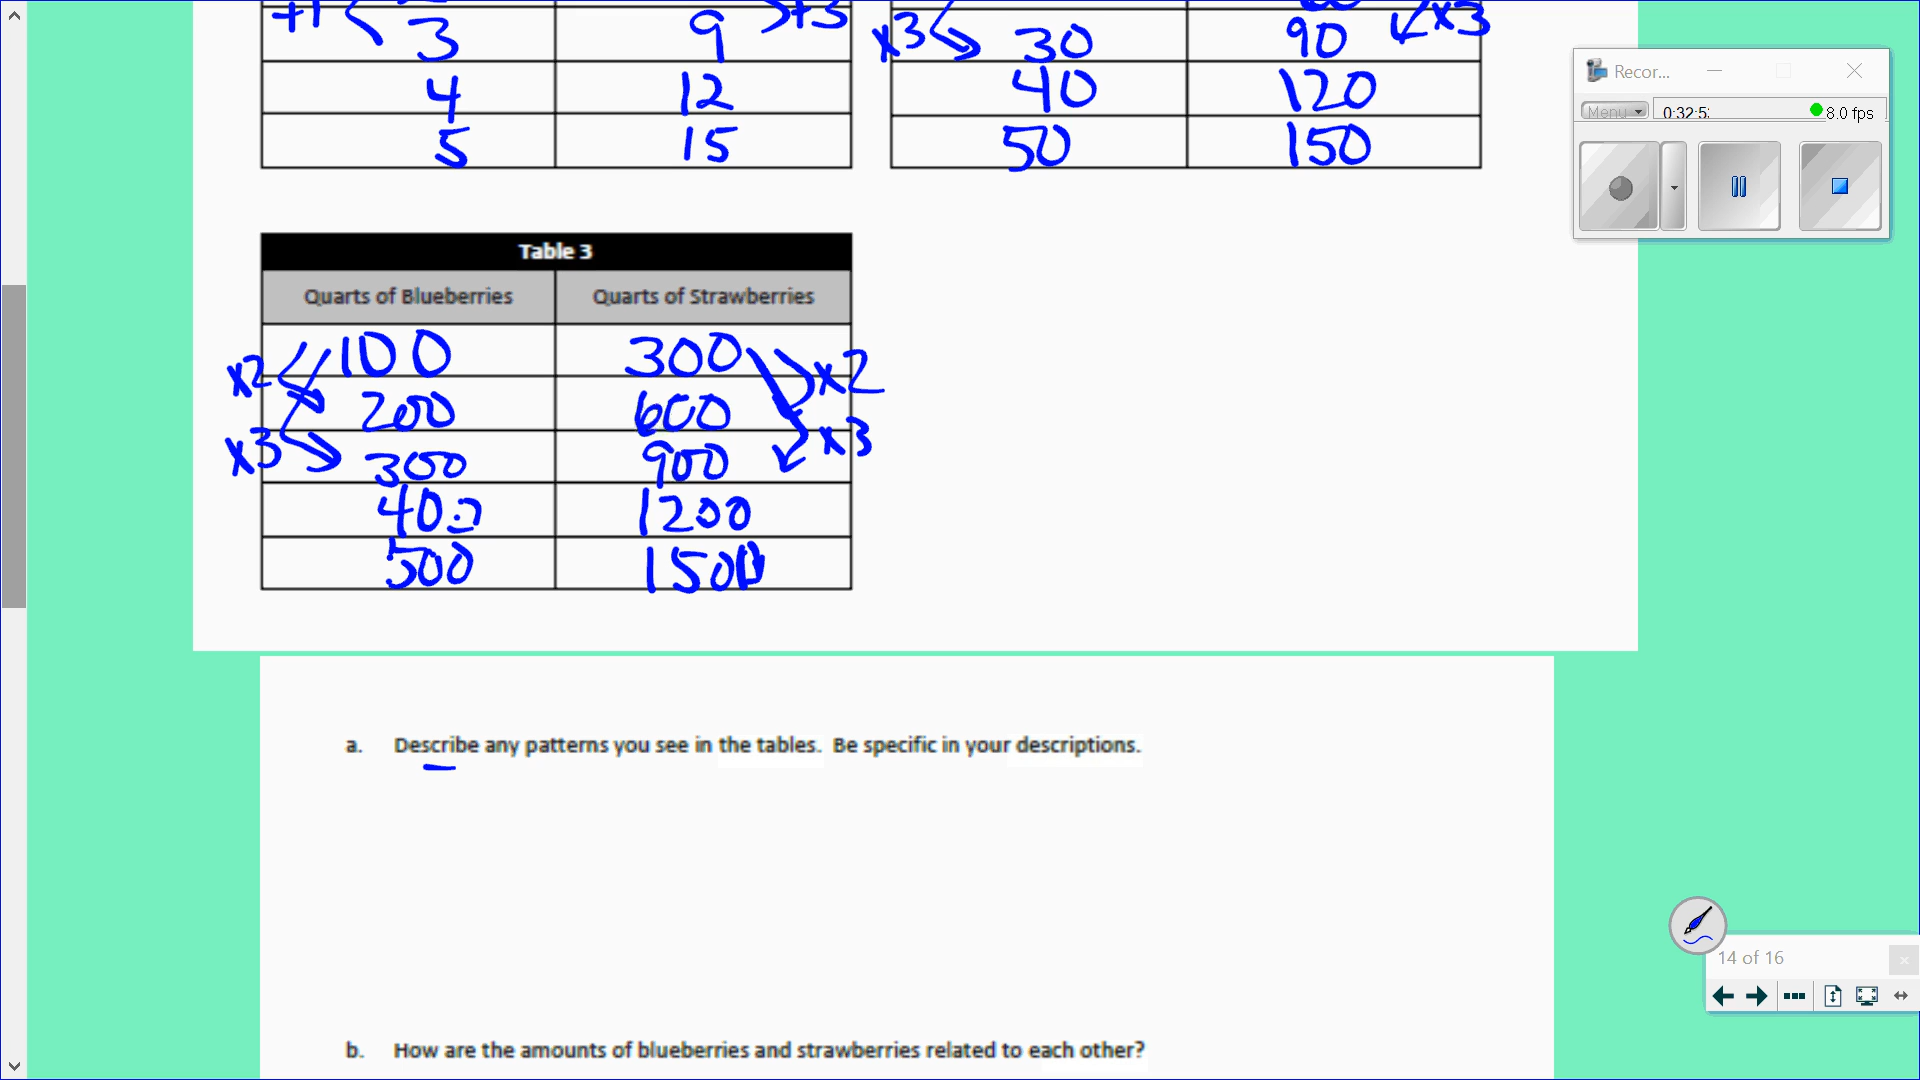 +1 3 9 +3 x3 30 90 x3
4 12 40 120
5 15 50 150
Recor...
Menu 0:32:5 8.0 fps
Table 3
Quarts of Blueberries Quarts of Strawberries
100 300
x2 x2
200 600
x3 x3
300 900
400 1200
500 1500
a. Describe any patterns you see in the tables. Be specific in your descriptions.
14 of 16
b. How are the amounts of blueberries and strawberries related to each other?